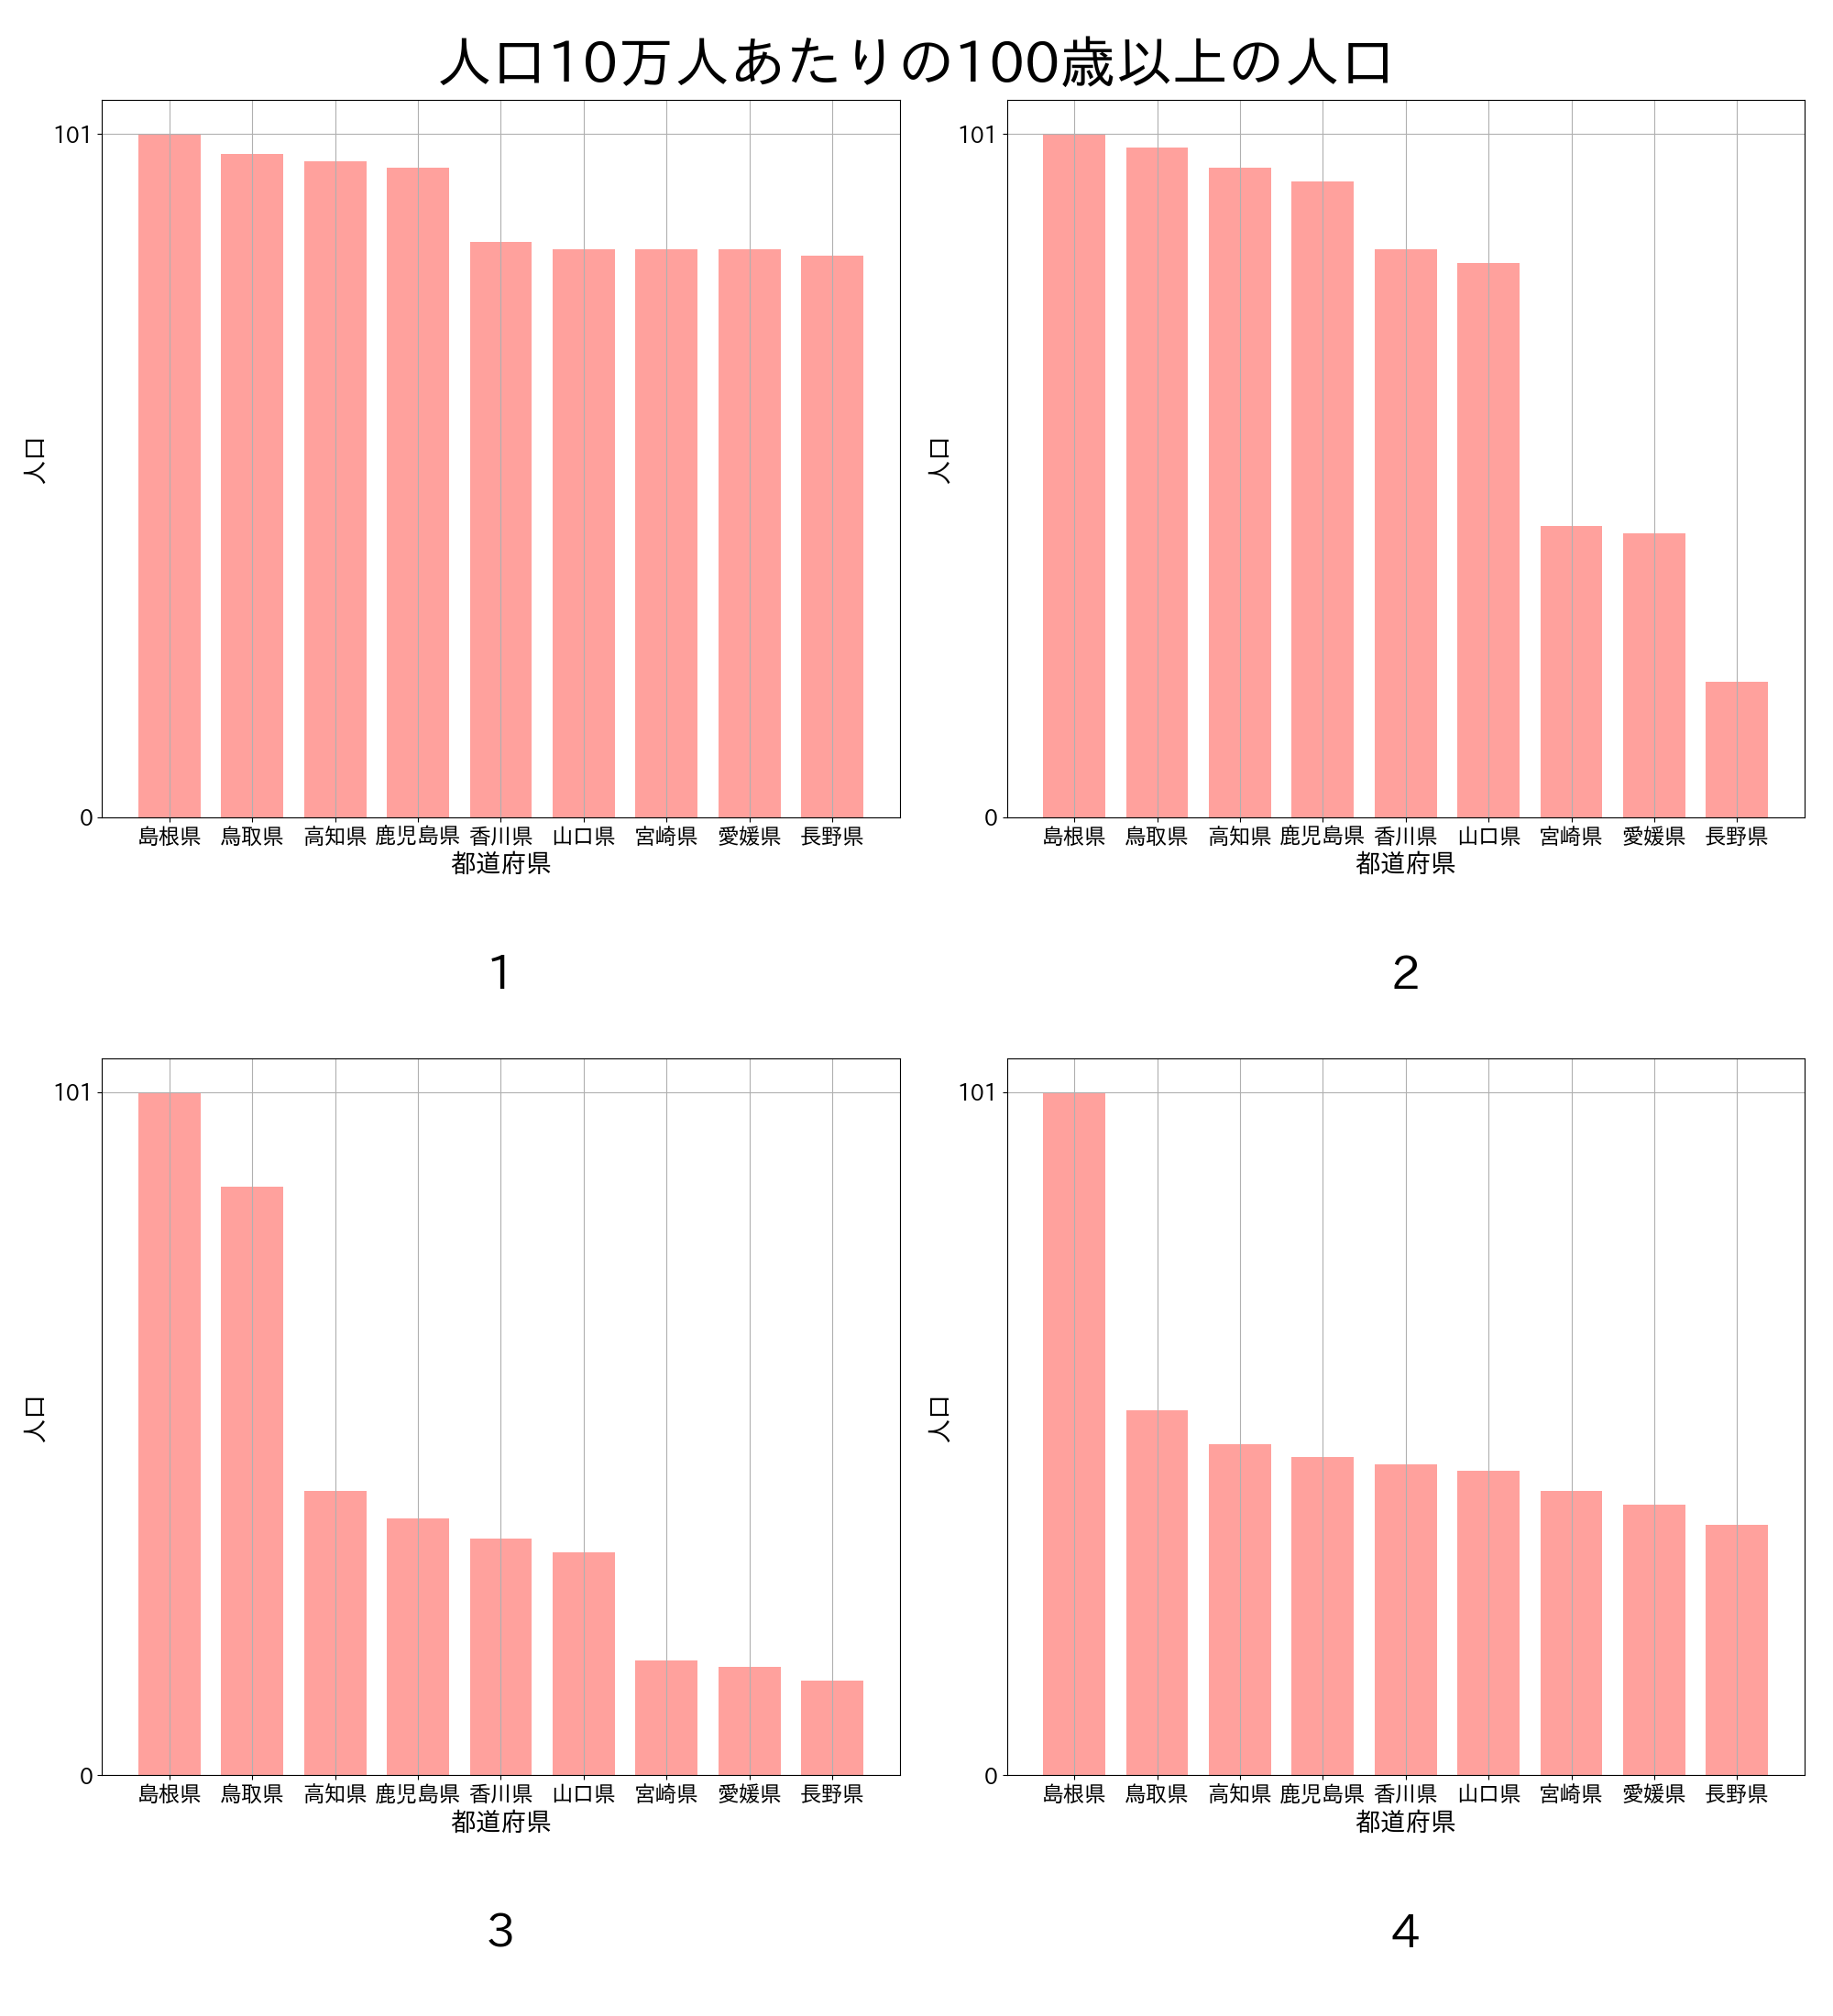 人口10万人あたりの100歳以上の人口
101
0
人口
島根県 鳥取県 高知県 鹿児島県 香川県 山口県 宮崎県 愛媛県 長野県
都道府県
1
101
0
人口
島根県 鳥取県 高知県 鹿児島県 香川県 山口県 宮崎県 愛媛県 長野県
都道府県
2
101
0
人口
島根県 鳥取県 高知県 鹿児島県 香川県 山口県 宮崎県 愛媛県 長野県
都道府県
3
101
0
人口
島根県 鳥取県 高知県 鹿児島県 香川県 山口県 宮崎県 愛媛県 長野県
都道府県
4